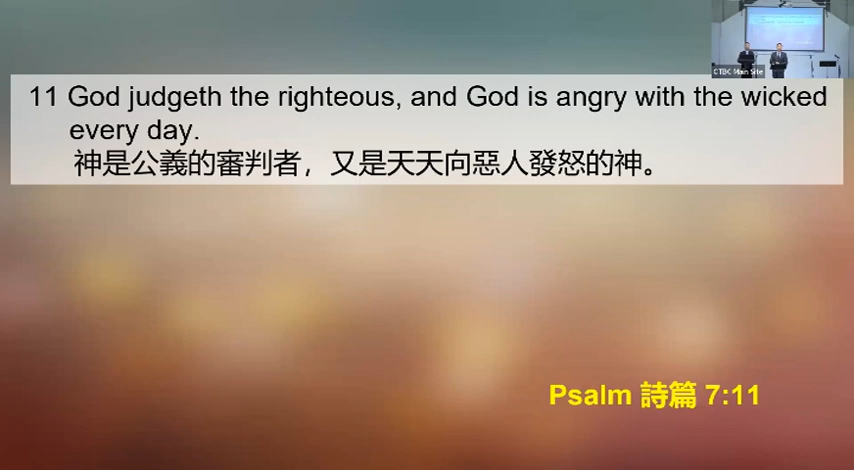 CTBC Main Site
11 God judgeth the righteous, and God is angry with the wicked
every day.
神是公義的審判者，又是天天向惡人發怒的神。
Psalm 詩篇 7:11